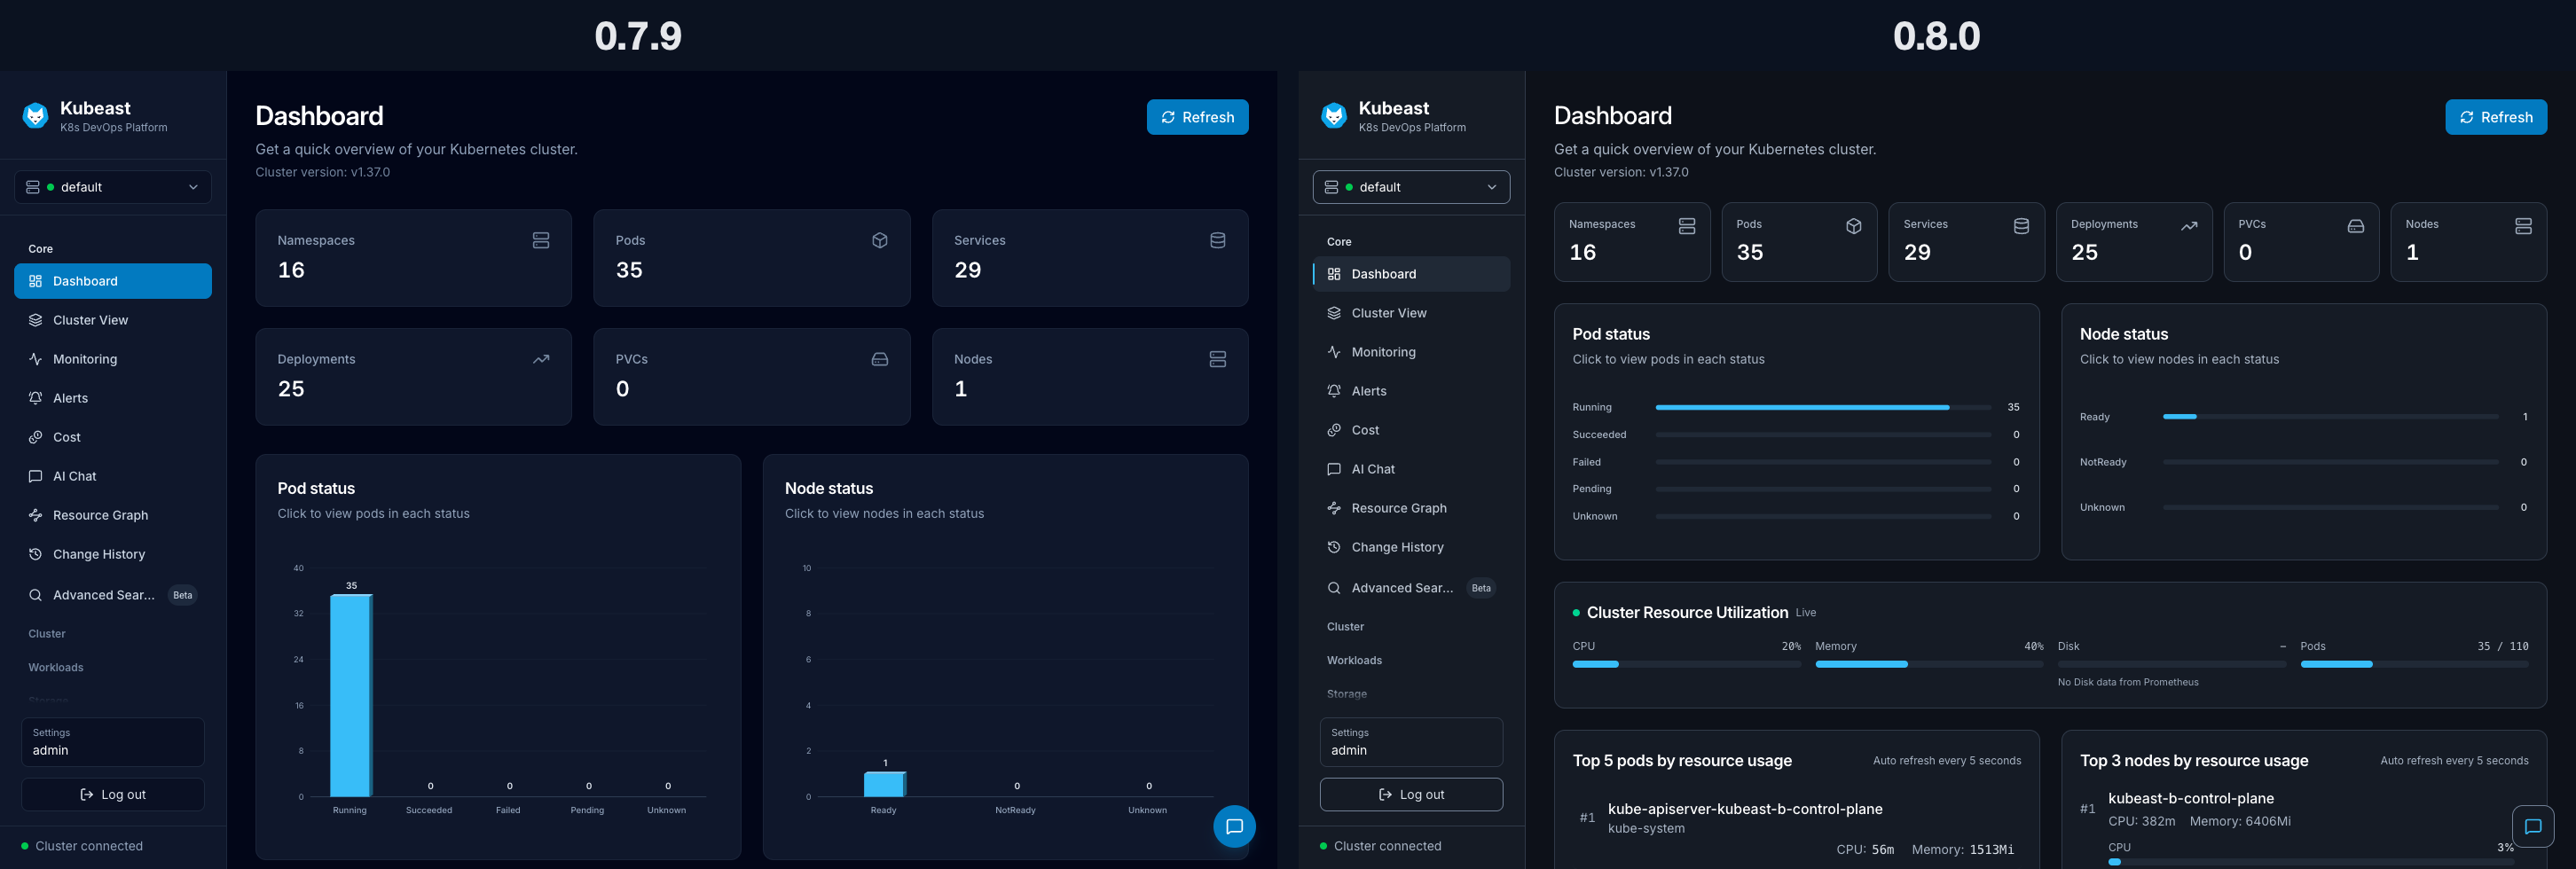 0.7.9
Kubeast
K8s DevOps Platform
default
Core
Dashboard
Cluster View
Monitoring
Alerts
Cost
AI Chat
Resource Graph
Change History
Advanced Sear... Beta
Cluster
Workloads
Storage
Settings
admin
Log out
Cluster connected
Dashboard
Refresh
Get a quick overview of your Kubernetes cluster.
Cluster version: v1.37.0
Namespaces
16
Pods
35
Services
29
Deployments
25
PVCs
0
Nodes
1
Pod status
Click to view pods in each status
40
32
24
16
8
0
35
0
0
0
0
Running
Succeeded
Failed
Pending
Unknown
Node status
Click to view nodes in each status
10
8
6
4
2
0
1
0
0
Ready
NotReady
Unknown
0.8.0
Kubeast
K8s DevOps Platform
default
Core
Dashboard
Cluster View
Monitoring
Alerts
Cost
AI Chat
Resource Graph
Change History
Advanced Sear... Beta
Cluster
Workloads
Storage
Settings
admin
Log out
Cluster connected
Dashboard
Refresh
Get a quick overview of your Kubernetes cluster.
Cluster version: v1.37.0
Namespaces
16
Pods
35
Services
29
Deployments
25
PVCs
0
Nodes
1
Pod status
Click to view pods in each status
Running 35
Succeeded 0
Failed 0
Pending 0
Unknown 0
Node status
Click to view nodes in each status
Ready 1
NotReady 0
Unknown 0
Cluster Resource Utilization Live
CPU 20%
Memory 40%
Disk –
No Disk data from Prometheus
Pods 35 / 110
Top 5 pods by resource usage Auto refresh every 5 seconds
#1 kube-apiserver-kubeast-b-control-plane
kube-system
CPU: 56m Memory: 1513Mi
Top 3 nodes by resource usage Auto refresh every 5 seconds
#1 kubeast-b-control-plane
CPU: 382m Memory: 6406Mi
CPU 3%